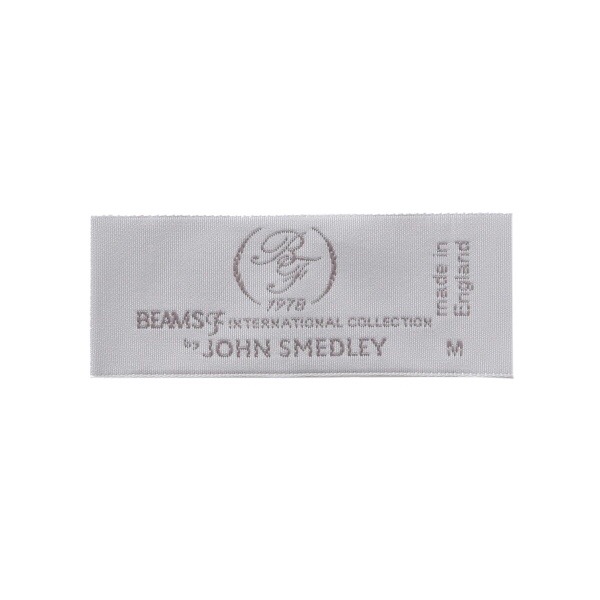 BF
1978
BEAMS F INTERNATIONAL COLLECTION
by JOHN SMEDLEY
made in
England
M